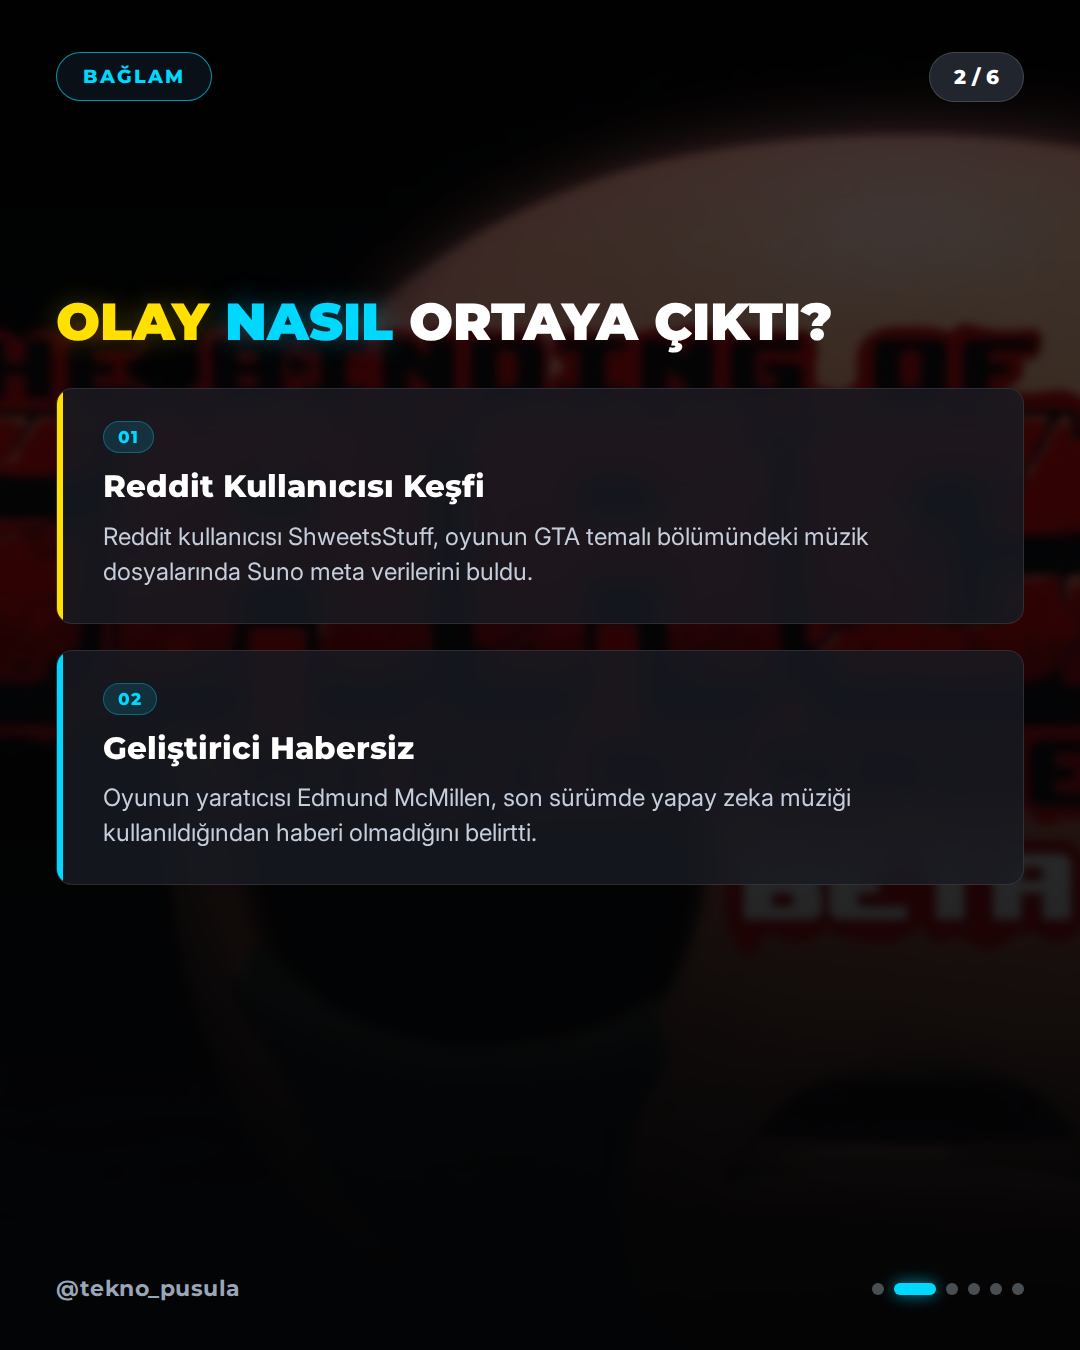 BAĞLAM
2 / 6
OLAY NASIL ORTAYA ÇIKTI?
01
Reddit Kullanıcısı Keşfi
Reddit kullanıcısı ShweetsStuff, oyunun GTA temalı bölümündeki müzik
dosyalarında Suno meta verilerini buldu.
02
Geliştirici Habersiz
Oyunun yaratıcısı Edmund McMillen, son sürümde yapay zeka müziği
kullanıldığından haberi olmadığını belirtti.
BETA
@tekno_pusula